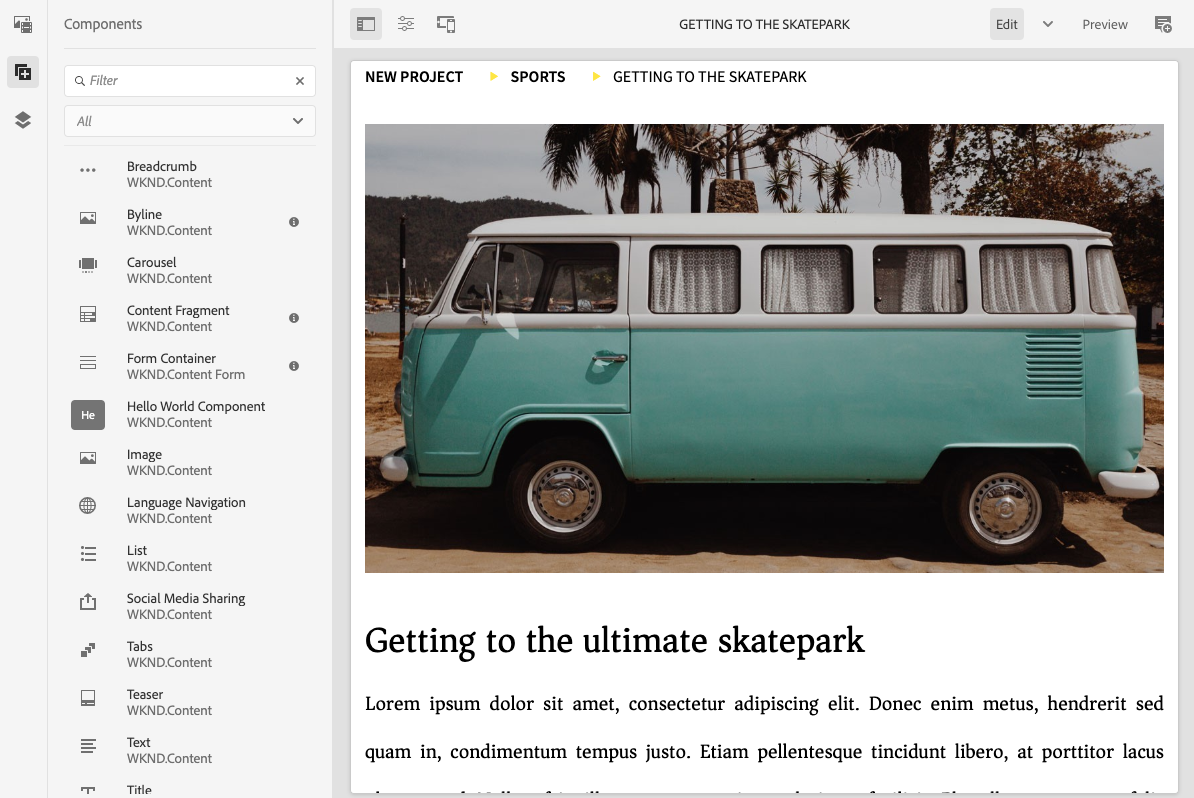 Components
Filter
All
Breadcrumb
WKND.Content
Byline
WKND.Content
Carousel
WKND.Content
Content Fragment
WKND.Content
Form Container
WKND.Content Form
He
Hello World Component
WKND.Content
Image
WKND.Content
Language Navigation
WKND.Content
List
WKND.Content
Social Media Sharing
WKND.Content
Tabs
WKND.Content
Teaser
WKND.Content
Text
WKND.Content
Title
GETTING TO THE SKATEPARK
Edit
Preview
NEW PROJECT SPORTS GETTING TO THE SKATEPARK
Getting to the ultimate skatepark
Lorem ipsum dolor sit amet, consectetur adipiscing elit. Donec enim metus, hendrerit sed
quam in, condimentum tempus justo. Etiam pellentesque tincidunt libero, at porttitor lacus